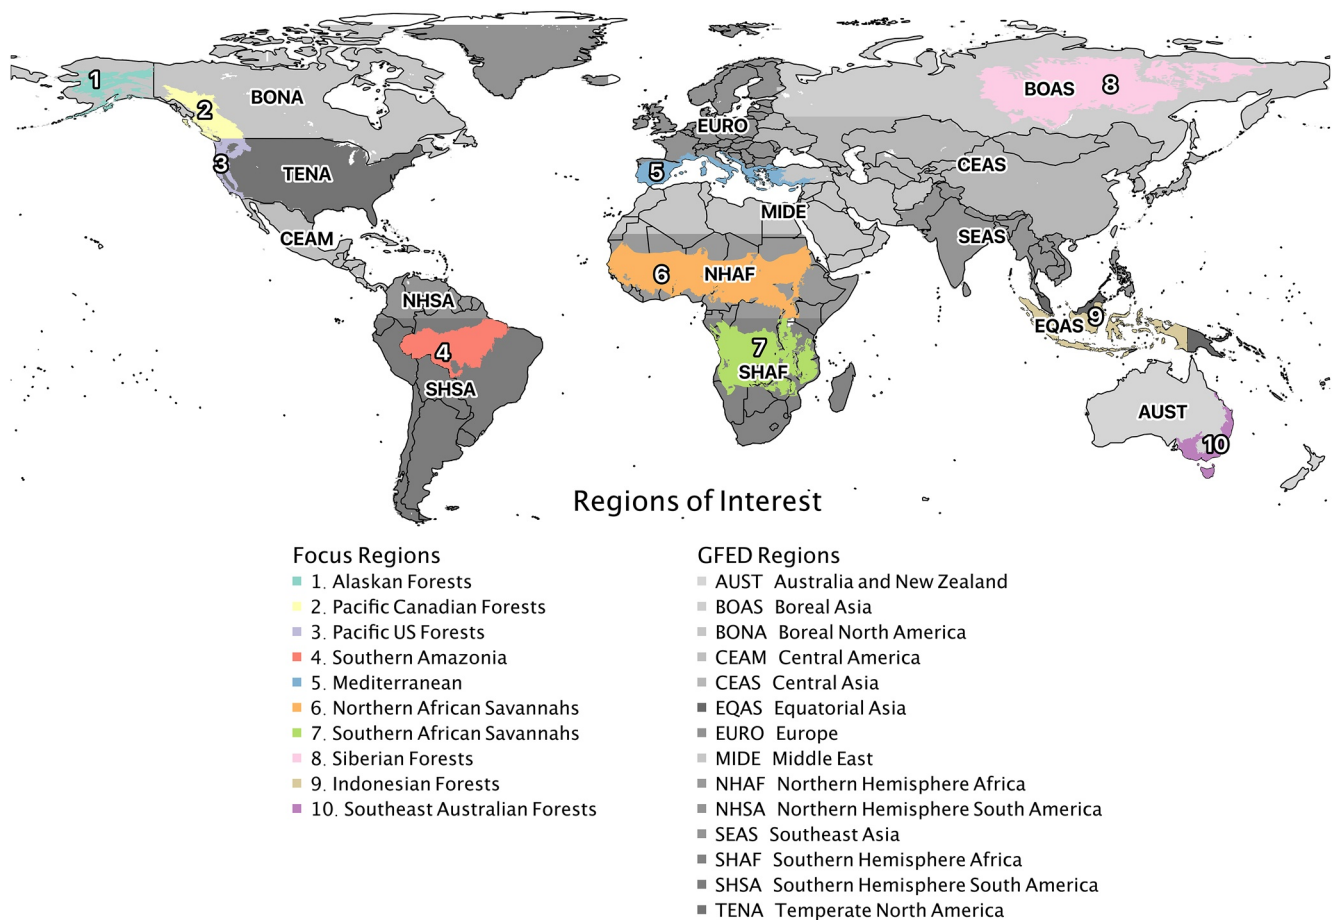 1
2
BONA
BOAS
8
EURO
3
TENA
5
CEAS
CEAM
MIDE
SEAS
6
NHAF
NHSA
EQAS
9
4
7
SHAF
SHSA
AUST
10
Regions of Interest
Focus Regions
1. Alaskan Forests
2. Pacific Canadian Forests
3. Pacific US Forests
4. Southern Amazonia
5. Mediterranean
6. Northern African Savannahs
7. Southern African Savannahs
8. Siberian Forests
9. Indonesian Forests
10. Southeast Australian Forests
GFED Regions
AUST Australia and New Zealand
BOAS Boreal Asia
BONA Boreal North America
CEAM Central America
CEAS Central Asia
EQAS Equatorial Asia
EURO Europe
MIDE Middle East
NHAF Northern Hemisphere Africa
NHSA Northern Hemisphere South America
SEAS Southeast Asia
SHAF Southern Hemisphere Africa
SHSA Southern Hemisphere South America
TENA Temperate North America